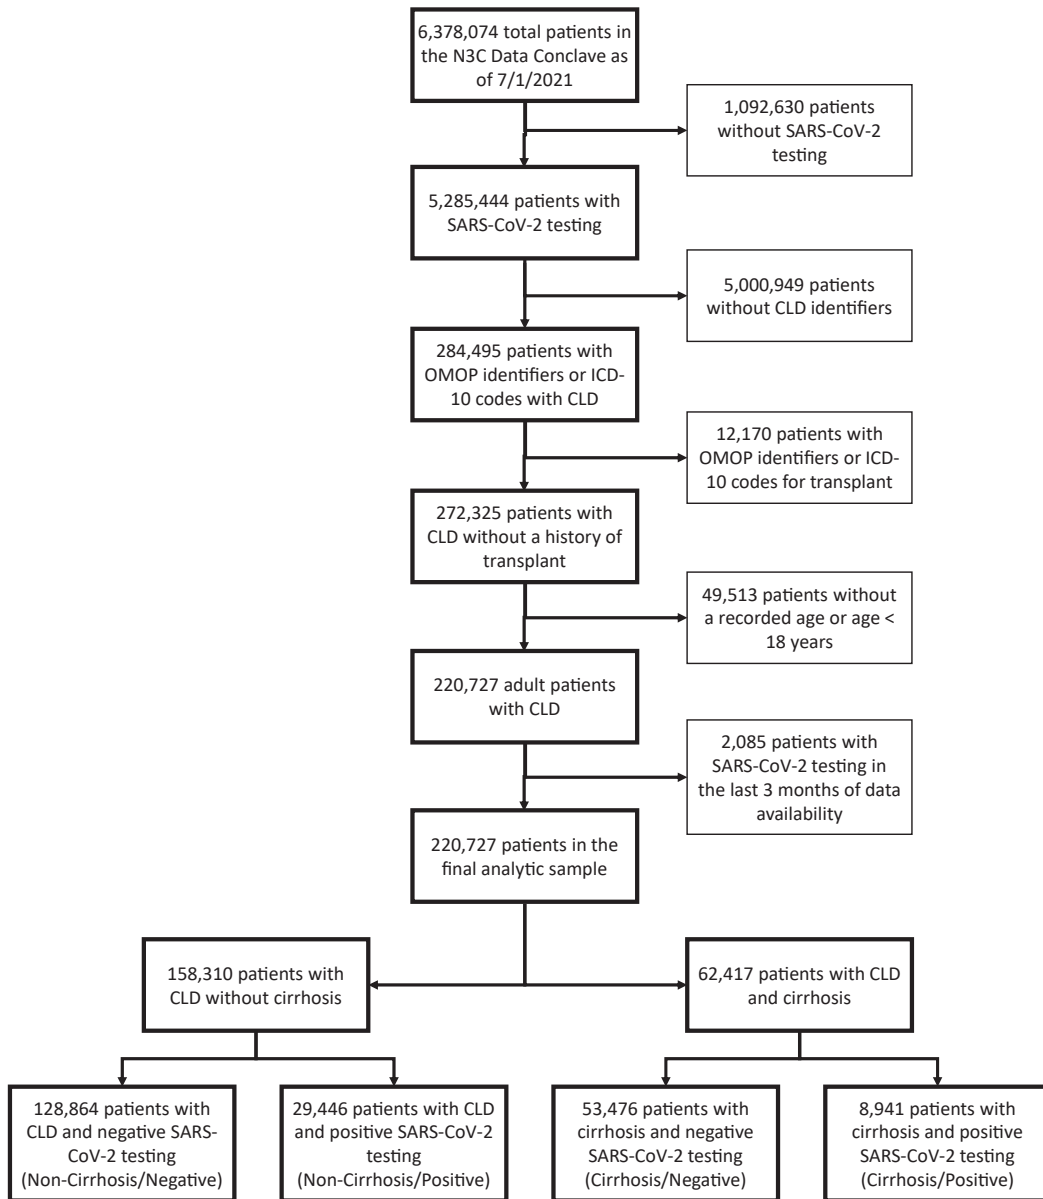 6,378,074 total patients in
the N3C Data Conclave as
of 7/1/2021
1,092,630 patients
without SARS-CoV-2
testing
5,285,444 patients with
SARS-CoV-2 testing
5,000,949 patients
without CLD identifiers
284,495 patients with
OMOP identifiers or ICD-
10 codes with CLD
12,170 patients with
OMOP identifiers or ICD-
10 codes for transplant
272,325 patients with
CLD without a history of
transplant
49,513 patients without
a recorded age or age <
18 years
220,727 adult patients
with CLD
2,085 patients with
SARS-CoV-2 testing in
the last 3 months of data
availability
220,727 patients in the
final analytic sample
158,310 patients with
CLD without cirrhosis
62,417 patients with CLD
and cirrhosis
128,864 patients with
CLD and negative SARS-
CoV-2 testing
(Non-Cirrhosis/Negative)
29,446 patients with CLD
and positive SARS-CoV-2
testing
(Non-Cirrhosis/Positive)
53,476 patients with
cirrhosis and negative
SARS-CoV-2 testing
(Cirrhosis/Negative)
8,941 patients with
cirrhosis and positive
SARS-CoV-2 testing
(Cirrhosis/Positive)